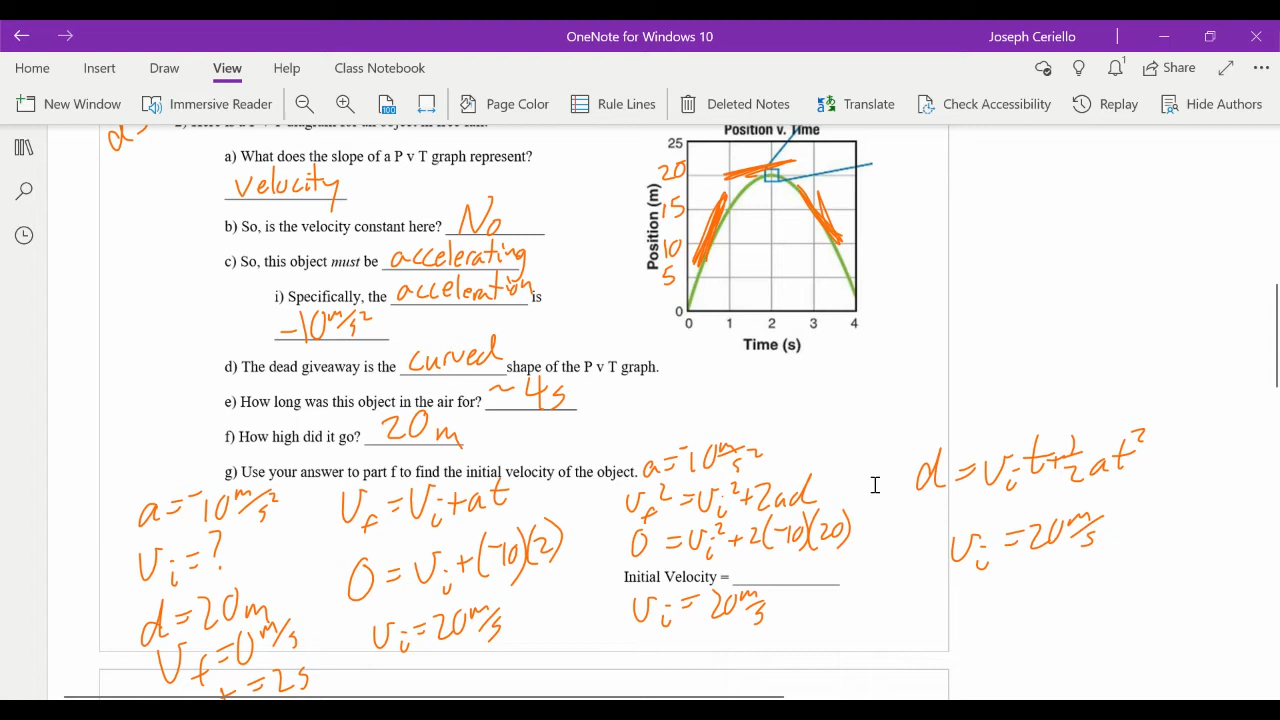 OneNote for Windows 10
Joseph Ceriello
Home Insert Draw View Help Class Notebook Share
New Window Immersive Reader Page Color Rule Lines Deleted Notes Translate Check Accessibility Replay Hide Authors
d=
a) What does the slope of a P v T graph represent?
velocity
b) So, is the velocity constant here? No
c) So, this object must be accelerating
i) Specifically, the acceleration is
-10 m/s²
d) The dead giveaway is the curved shape of the P v T graph.
e) How long was this object in the air for? ~4s
f) How high did it go? 20 m
g) Use your answer to part f to find the initial velocity of the object.
Position v. Time
Position (m)
25
20
15
10
5
0
0 1 2 3 4
Time (s)
a = -10 m/s²
Vi = ?
d = 20m
Vf = 0 m/s
t = 2s
Vf = Vi + at
0 = Vi + (-10)(2)
Vi = 20 m/s
a = -10 m/s²
Vf² = Vi² + 2ad
0 = Vi² + 2(-10)(20)
Initial Velocity =
Vi = 20 m/s
d = Vi t + 1/2 at²
Vi = 20 m/s